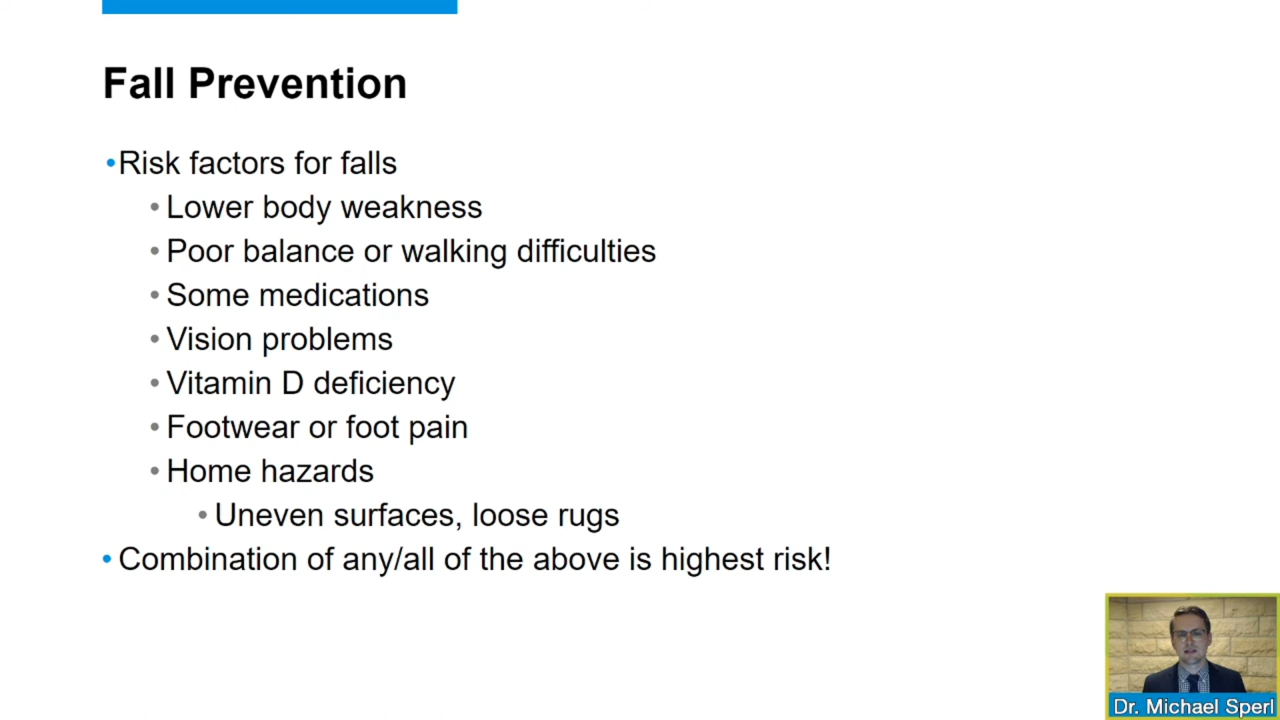 Fall Prevention
•Risk factors for falls
• Lower body weakness
• Poor balance or walking difficulties
• Some medications
• Vision problems
• Vitamin D deficiency
• Footwear or foot pain
• Home hazards
• Uneven surfaces, loose rugs
• Combination of any/all of the above is highest risk!
Dr. Michael Sperl